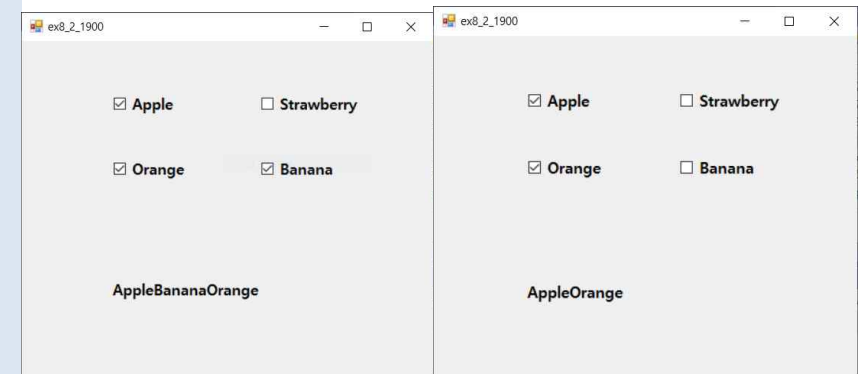 ex8_2_1900
Apple Strawberry
Orange Banana
AppleBananaOrange
ex8_2_1900
Apple Strawberry
Orange Banana
AppleOrange